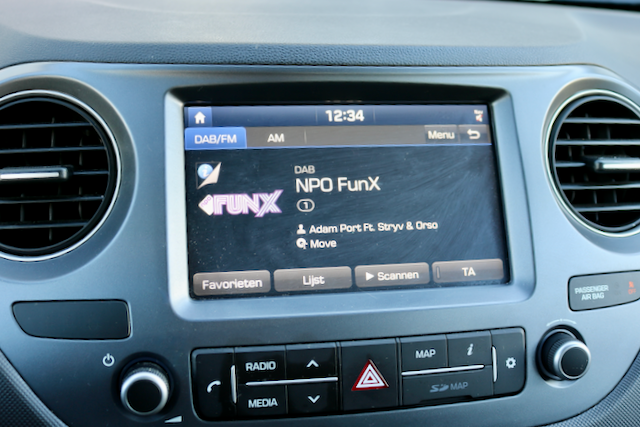 12:34
DAB/FM AM Menu
DAB
NPO FunX
FUNX
1
Adam Port Ft. Stryv & Orso
Move
Favorieten Lijst Scannen TA
PASSENGER
AIR BAG
RADIO MAP i
MEDIA SD MAP